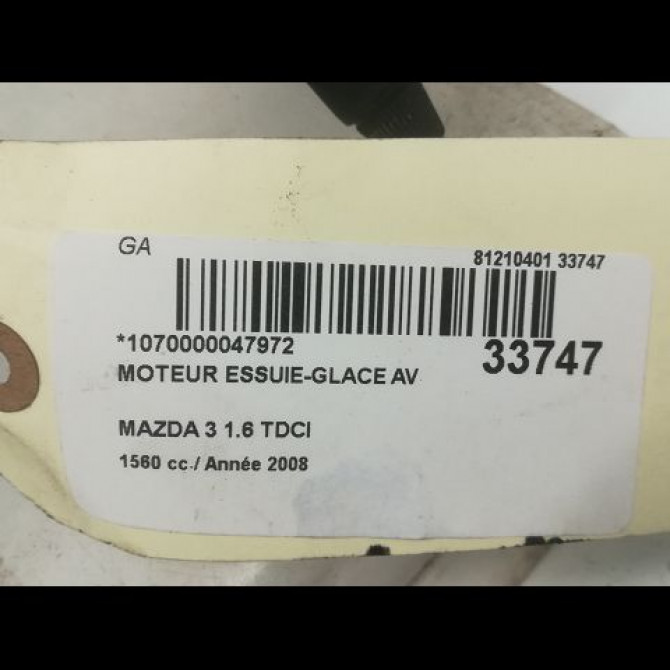 GA
81210401 33747
*1070000047972
33747
MOTEUR ESSUIE-GLACE AV
MAZDA 3 1.6 TDCI
1560 cc./ Année 2008